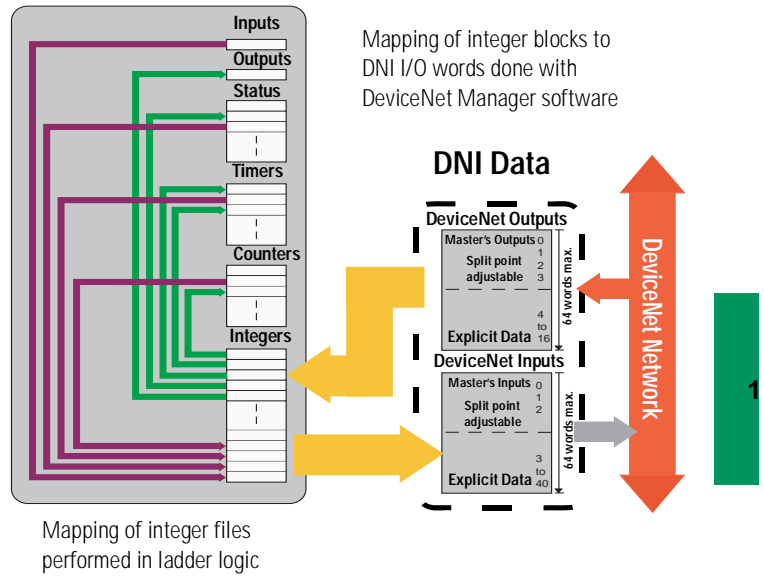 Inputs
Outputs
Status
Timers
Counters
Integers
Mapping of integer files
performed in ladder logic
Mapping of integer blocks to
DNI I/O words done with
DeviceNet Manager software
DNI Data
DeviceNet Outputs
Master's Outputs 0
1
Split point 2
adjustable 3
4
to
Explicit Data 16
64 words max.
DeviceNet Inputs
Master's Inputs 0
1
Split point 2
adjustable
3
to
Explicit Data 40
64 words max.
DeviceNet Network
1